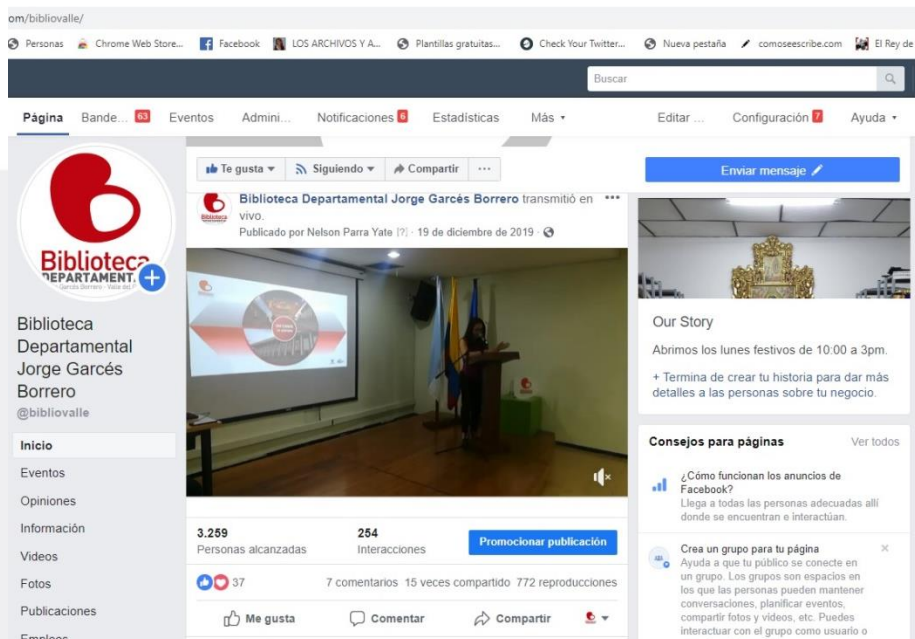 om/bibliovalle/
Personas Chrome Web Store... Facebook LOS ARCHIVOS Y A... Plantillas gratuitas... Check Your Twitter... Nueva pestaña comoseescribe.com El Rey de
Buscar
Página Bande... 63 Eventos Admini... Notificaciones 6 Estadísticas Más Editar ... Configuración 7 Ayuda
Te gusta Siguiendo Compartir ...
Enviar mensaje
Biblioteca
DEPARTAMENT
Biblioteca
Departamental
Jorge Garcés
Borrero
@bibliovalle
Inicio
Eventos
Opiniones
Información
Videos
Fotos
Publicaciones
Empleos
Biblioteca Departamental Jorge Garcés Borrero transmitió en
vivo.
Publicado por Nelson Parra Yate [?] · 19 de diciembre de 2019 ·
3.259
Personas alcanzadas
254
Interacciones
Promocionar publicación
37
7 comentarios 15 veces compartido 772 reproducciones
Me gusta Comentar Compartir
Our Story
Abrimos los lunes festivos de 10:00 a 3pm.
+ Termina de crear tu historia para dar más
detalles a las personas sobre tu negocio.
Consejos para páginas Ver todos
¿Cómo funcionan los anuncios de
Facebook?
Llega a todas las personas adecuadas allí
donde se encuentran e interactúan.
Crea un grupo para tu página
Ayuda a que tu público se conecte en
un grupo. Los grupos son espacios en
los que las personas pueden mantener
conversaciones, planificar eventos,
compartir fotos y videos, etc. Puedes
interactuar con el grupo como usuario o